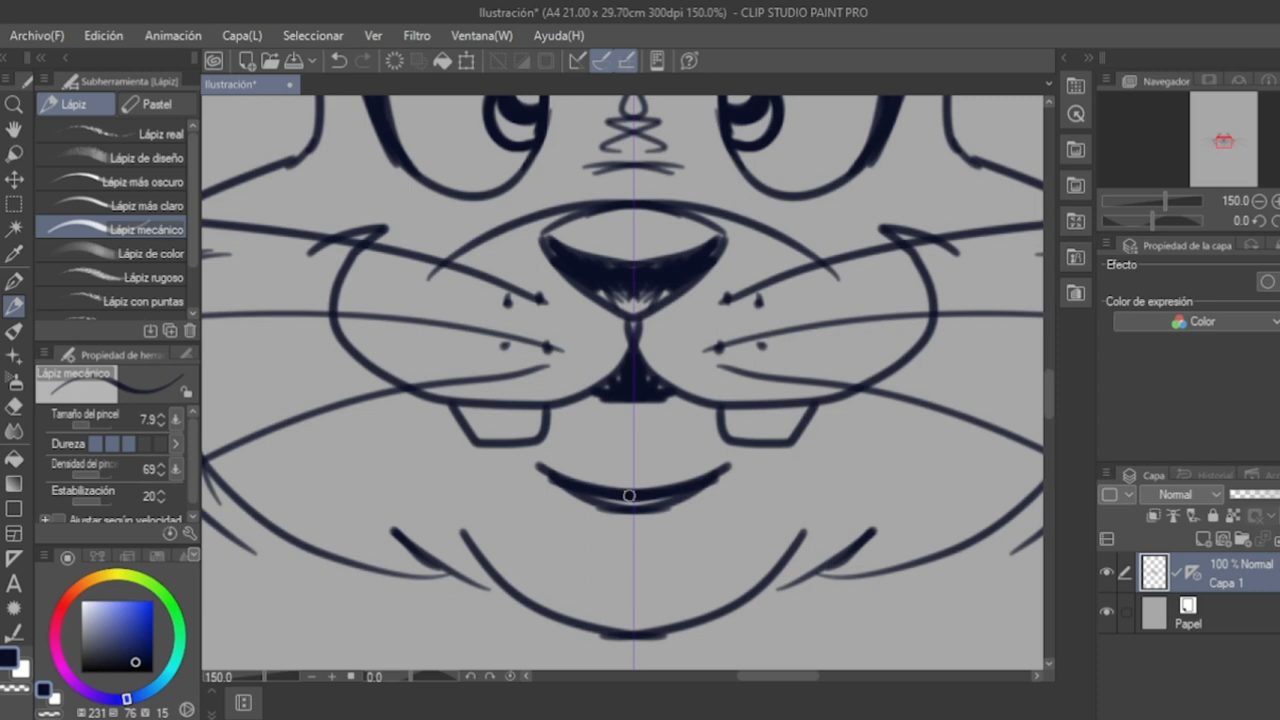 Ilustración* (A4 21.00 x 29.70cm 300dpi 150.0%) - CLIP STUDIO PAINT PRO
Archivo(F) Edición Animación Capa(L) Seleccionar Ver Filtro Ventana(W) Ayuda(H)
Subherramienta [Lápiz]
Ilustración*
Navegador
Lápiz Pastel
Lápiz real
Lápiz de diseño
Lápiz más oscuro
Lápiz más claro
Lápiz mecánico
Lápiz de color
Lápiz rugoso
Lápiz con puntas
150.0
0.0
Propiedad de la capa
Efecto
Color de expresión
Color
Propiedad de herra
Lápiz mecánico
Tamaño del pincel 7.9
Dureza
Densidad del pinc 69
Estabilización 20
Ajustar según velocidad
Capa Historial
Normal
100 % Normal
Capa 1
Papel
150.0 0.0
231 76 15